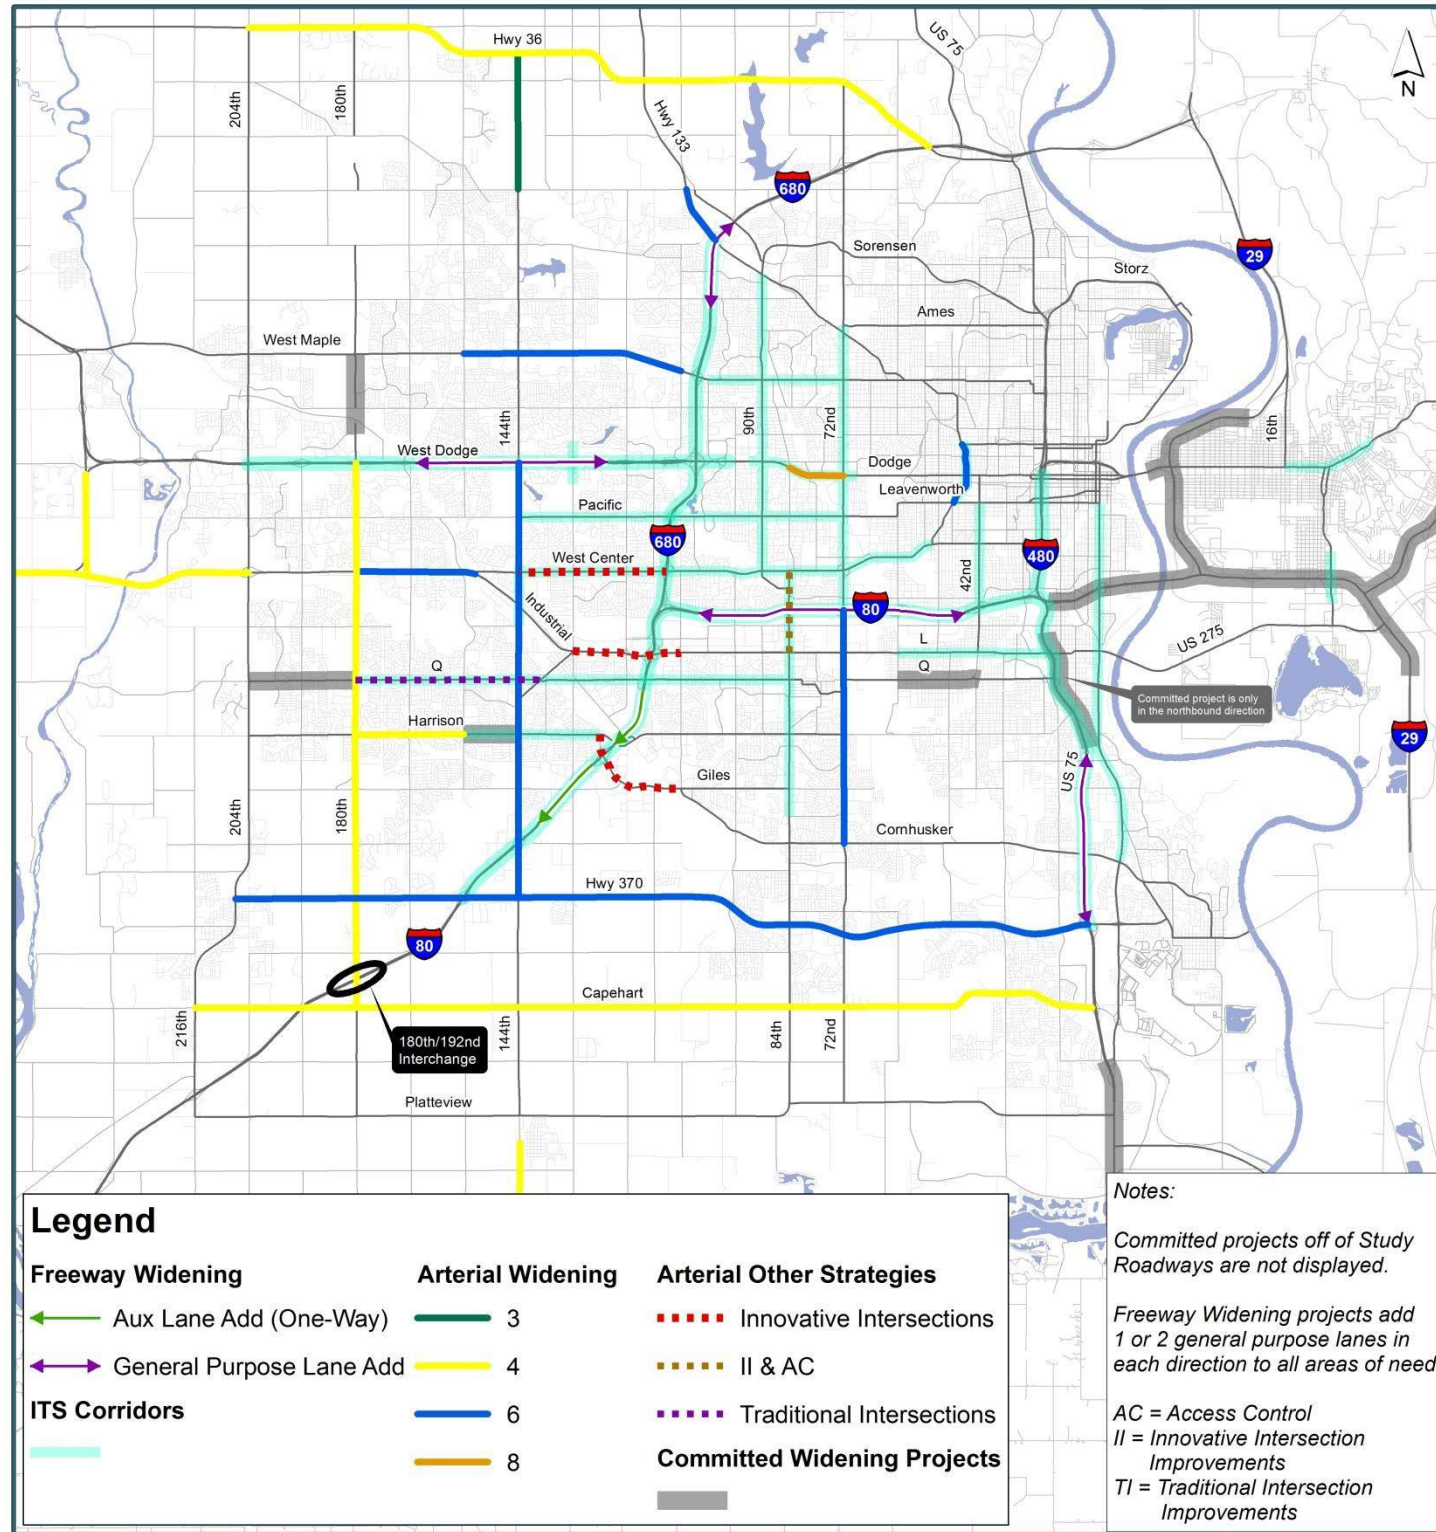 Hwy 36
US 75
N
204th
180th
Hwy 133
680
29
Sorensen
Storz
Ames
West Maple
144th
90th
72nd
16th
West Dodge
Dodge
Leavenworth
Pacific
680
West Center
480
42nd
80
Industrial
L
US 275
Q
Q
Committed project is only
in the northbound direction
Harrison
29
US 75
Giles
204th
180th
Cornhusker
Hwy 370
80
Capehart
216th
144th
84th
72nd
180th/192nd
Interchange
Platteview
Legend
Freeway Widening
Aux Lane Add (One-Way)
General Purpose Lane Add
ITS Corridors
Arterial Widening
3
4
6
8
Arterial Other Strategies
Innovative Intersections
II & AC
Traditional Intersections
Committed Widening Projects
Notes:
Committed projects off of Study
Roadways are not displayed.
Freeway Widening projects add
1 or 2 general purpose lanes in
each direction to all areas of need
AC = Access Control
II = Innovative Intersection
Improvements
TI = Traditional Intersection
Improvements